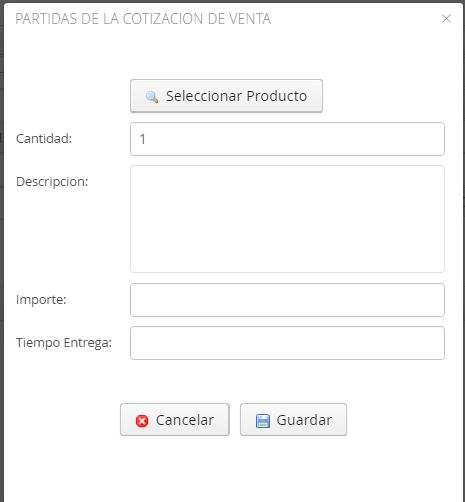 PARTIDAS DE LA COTIZACION DE VENTA ×
Seleccionar Producto
Cantidad: 1
Descripcion:
Importe:
Tiempo Entrega:
Cancelar Guardar